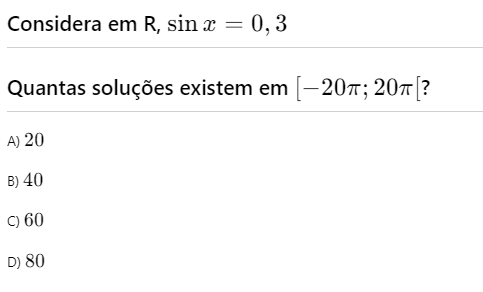 Considera em R, sin x = 0, 3
Quantas soluções existem em [−20π; 20π[?
A) 20
B) 40
C) 60
D) 80